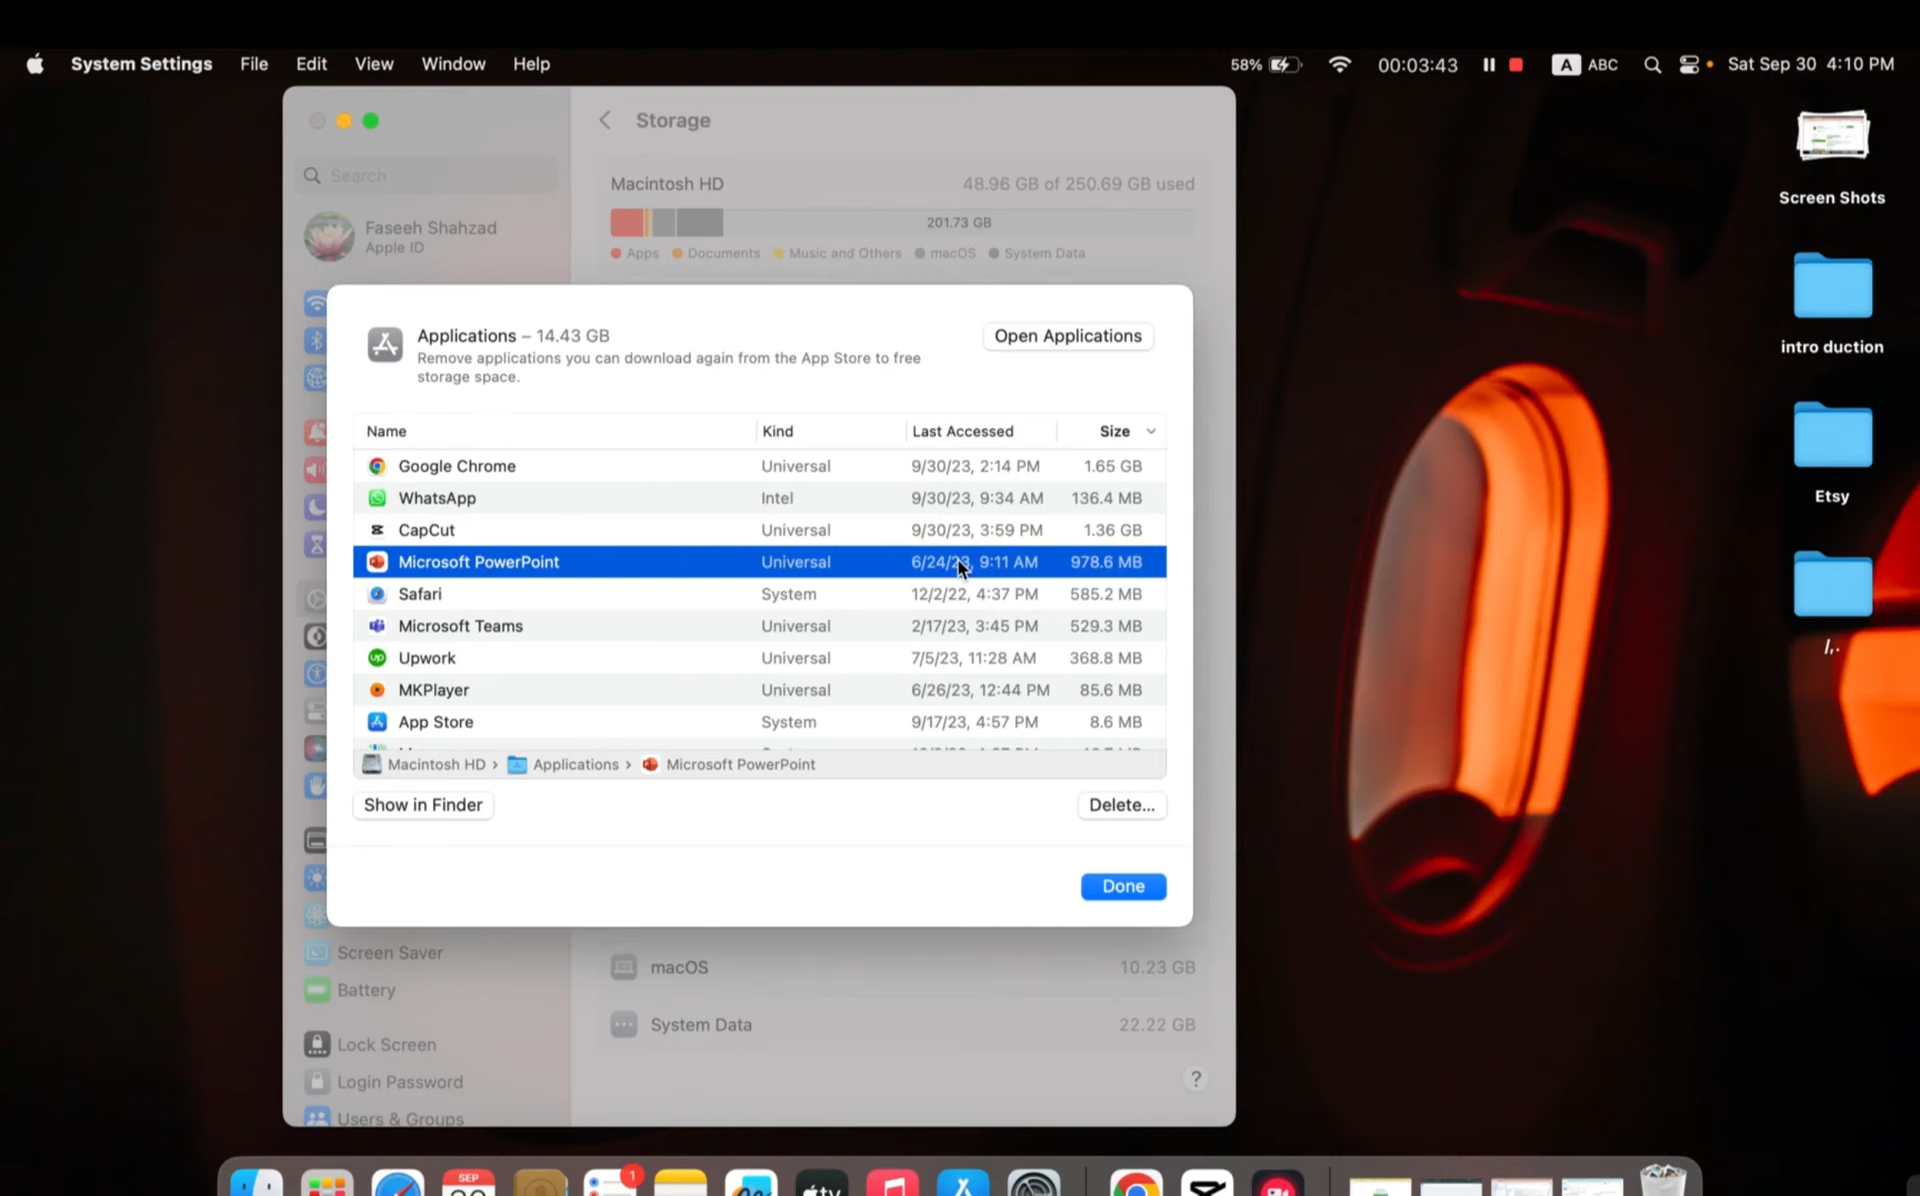 System Settings File Edit View Window Help 58% 00:03:43 A ABC Sat Sep 30 4:10 PM
Storage
Search
Macintosh HD 48.96 GB of 250.69 GB used
Faseeh Shahzad
Apple ID
201.73 GB
Apps Documents Music and Others macOS System Data
Applications – 14.43 GB
Open Applications
Remove applications you can download again from the App Store to free
storage space.
Name Kind Last Accessed Size
Google Chrome Universal 9/30/23, 2:14 PM 1.65 GB
WhatsApp Intel 9/30/23, 9:34 AM 136.4 MB
CapCut Universal 9/30/23, 3:59 PM 1.36 GB
Microsoft PowerPoint Universal 6/24/23, 9:11 AM 978.6 MB
Safari System 12/2/22, 4:37 PM 585.2 MB
Microsoft Teams Universal 2/17/23, 3:45 PM 529.3 MB
Upwork Universal 7/5/23, 11:28 AM 368.8 MB
MKPlayer Universal 6/26/23, 12:44 PM 85.6 MB
App Store System 9/17/23, 4:57 PM 8.6 MB
Macintosh HD › Applications › Microsoft PowerPoint
Show in Finder Delete...
Done
Screen Saver
Battery
Lock Screen
Login Password
Users & Groups
macOS 10.23 GB
System Data 22.22 GB
?
Screen Shots
intro duction
Etsy
/,.
SEP
1
tv